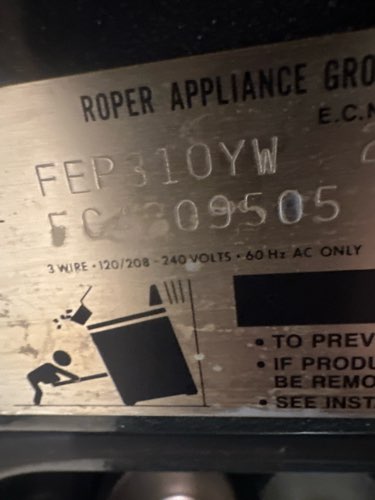 ROPER APPLIANCE GRO
E.C.N
FEP310YW
09505
3 WIRE • 120/208 - 240 VOLTS • 60 Hz AC ONLY
• TO PREV
• IF PRODU
BE REMO
• SEE INST